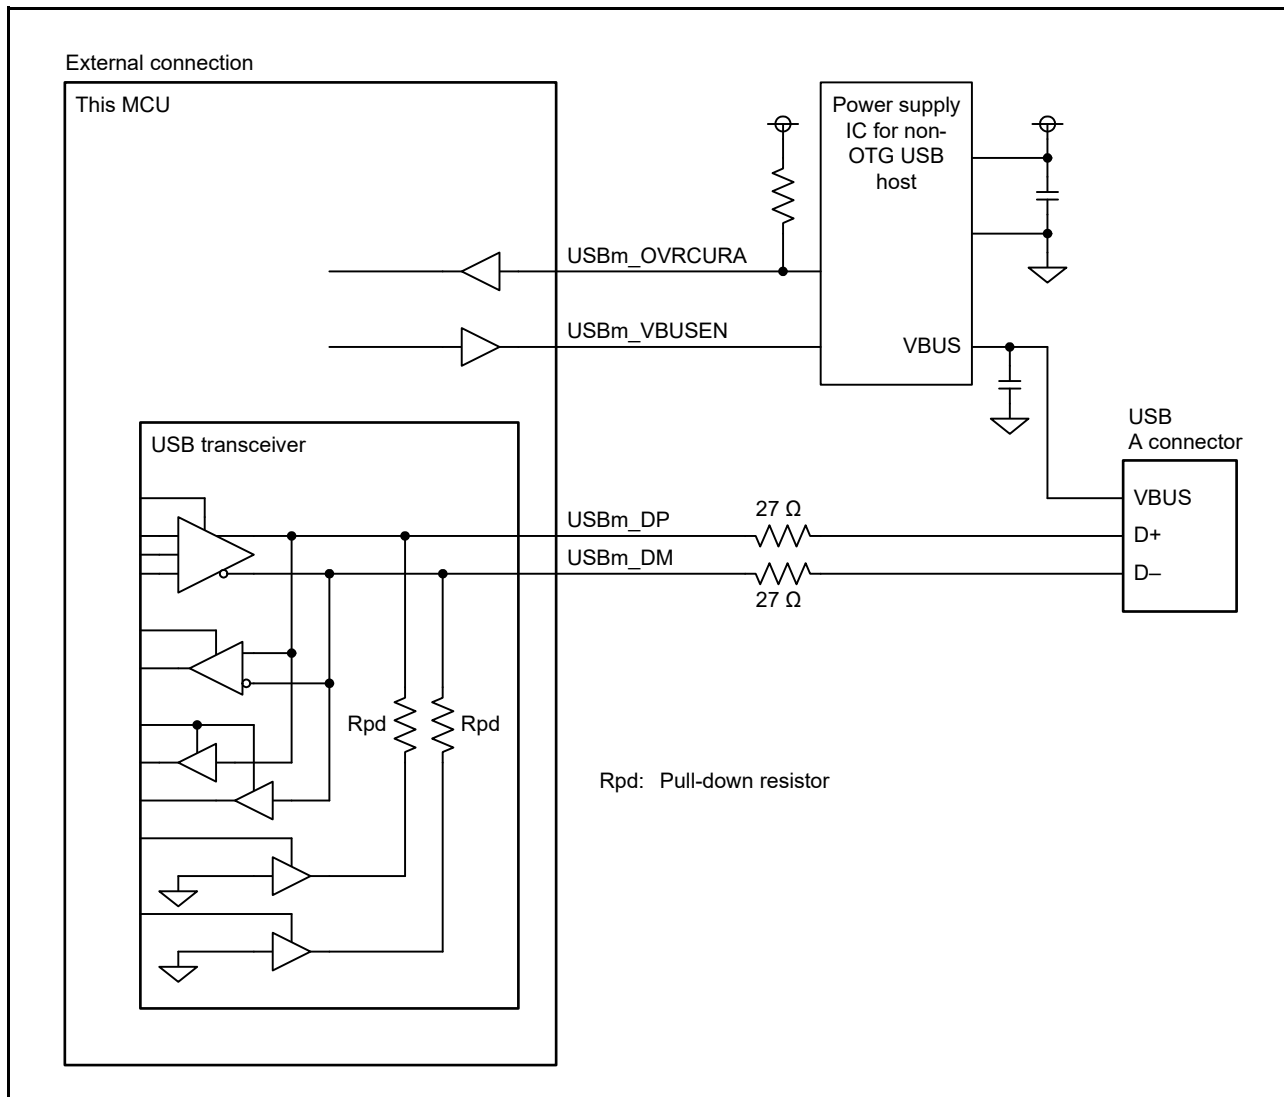 External connection
This MCU
Power supply
IC for non-
OTG USB
host
USBm_OVRCURA
USBm_VBUSEN
VBUS
USB
A connector
USB transceiver
VBUS
27 Ω
USBm_DP
D+
USBm_DM
D–
27 Ω
Rpd
Rpd
Rpd: Pull-down resistor